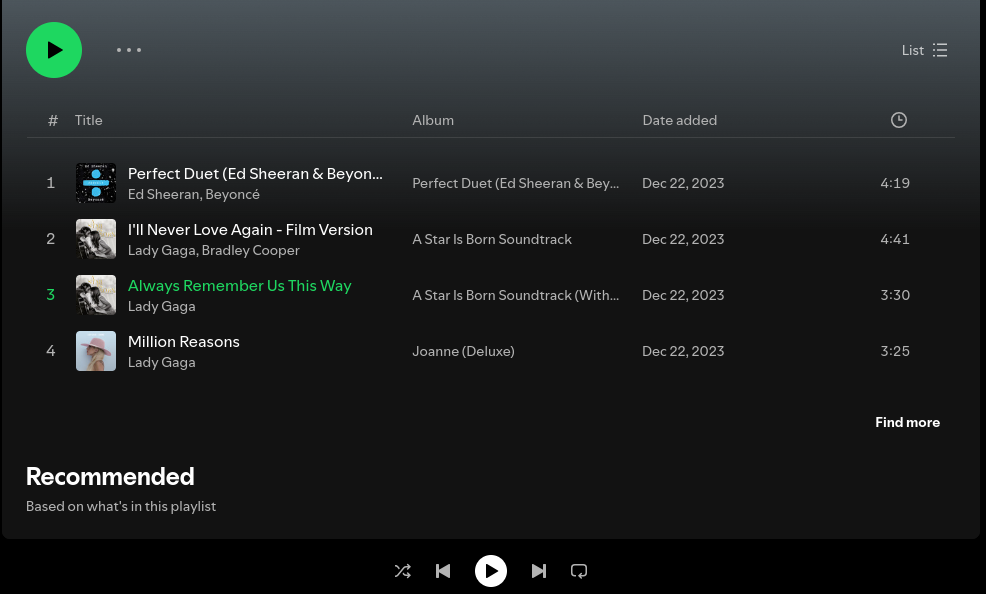 List
# Title Album Date added
1 Perfect Duet (Ed Sheeran & Beyon... Perfect Duet (Ed Sheeran & Bey... Dec 22, 2023 4:19
Ed Sheeran, Beyoncé
2 I'll Never Love Again - Film Version A Star Is Born Soundtrack Dec 22, 2023 4:41
Lady Gaga, Bradley Cooper
3 Always Remember Us This Way A Star Is Born Soundtrack (With... Dec 22, 2023 3:30
Lady Gaga
4 Million Reasons Joanne (Deluxe) Dec 22, 2023 3:25
Lady Gaga
Find more
Recommended
Based on what's in this playlist